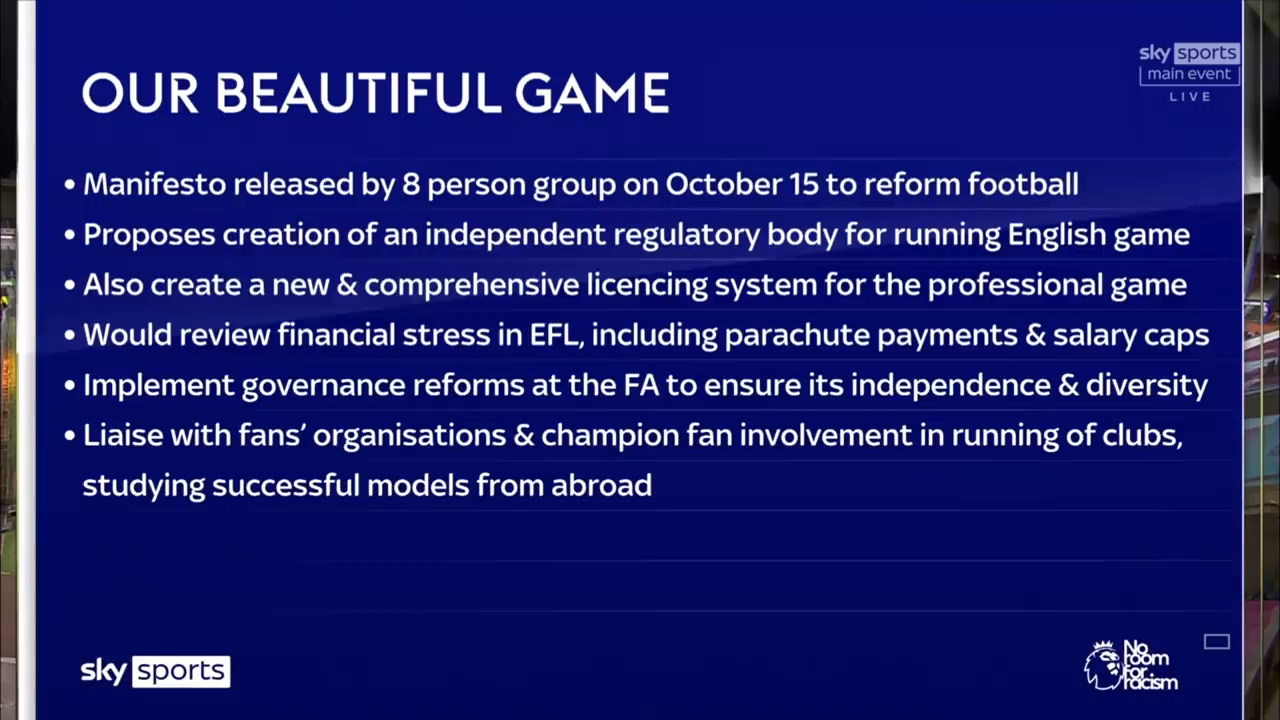 sky sports
main event
LIVE
OUR BEAUTIFUL GAME
• Manifesto released by 8 person group on October 15 to reform football
• Proposes creation of an independent regulatory body for running English game
• Also create a new & comprehensive licencing system for the professional game
• Would review financial stress in EFL, including parachute payments & salary caps
• Implement governance reforms at the FA to ensure its independence & diversity
• Liaise with fans’ organisations & champion fan involvement in running of clubs,
studying successful models from abroad
sky sports
No
room
for
racism